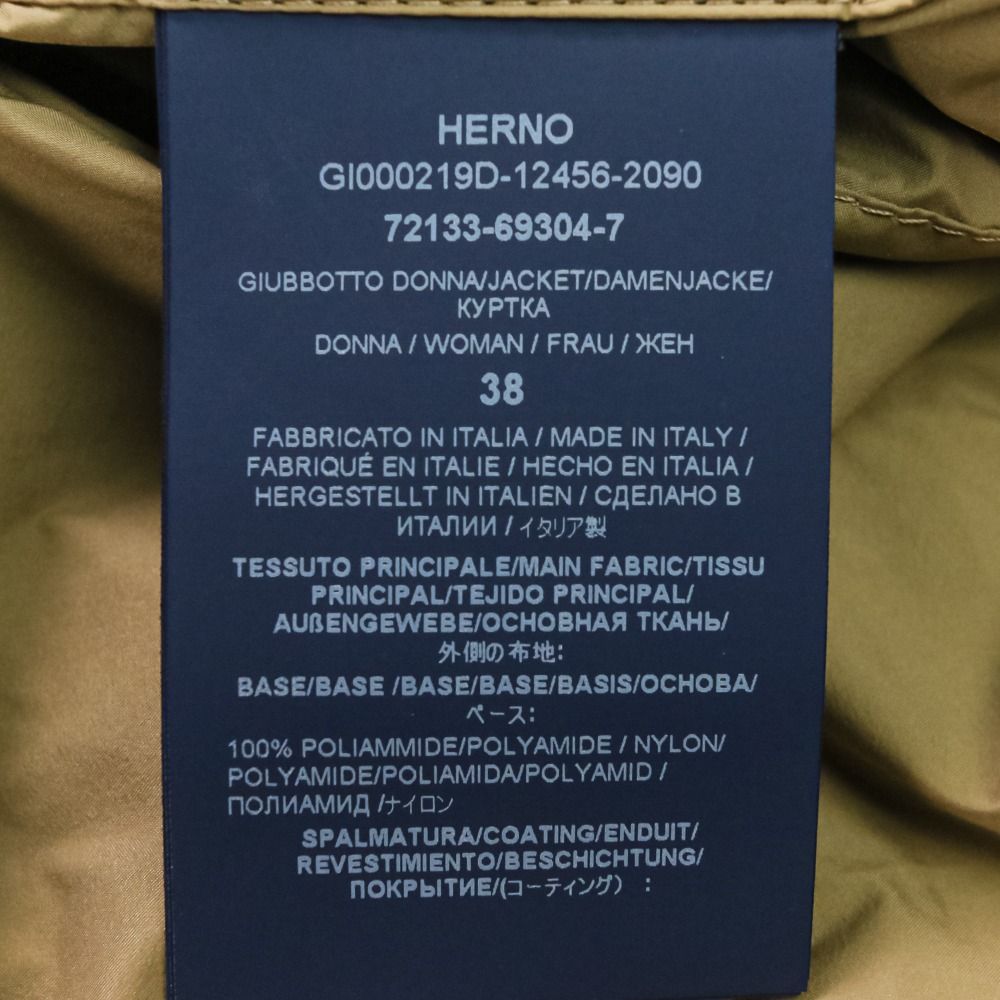 HERNO
GI000219D-12456-2090
72133-69304-7
GIUBBOTTO DONNA/JACKET/DAMENJACKE/
КУРТКА
DONNA / WOMAN / FRAU / ЖЕН
38
FABBRICATO IN ITALIA / MADE IN ITALY /
FABRIQUÉ EN ITALIE / HECHO EN ITALIA /
HERGESTELLT IN ITALIEN / СДЕЛАНО В
ИТАЛИИ / イタリア製
TESSUTO PRINCIPALE/MAIN FABRIC/TISSU
PRINCIPAL/TEJIDO PRINCIPAL/
AUßENGEWEBE/ОСНОВНАЯ ТКАНЬ/
外側の布地:
BASE/BASE /BASE/BASE/BASIS/ОСНОВА/
ベース:
100% POLIAMMIDE/POLYAMIDE / NYLON/
POLYAMIDE/POLIAMIDA/POLYAMID /
ПОЛИАМИД /ナイロン
SPALMATURA/COATING/ENDUIT/
REVESTIMIENTO/BESCHICHTUNG/
ПОКРЫТИЕ/(コーティング） :